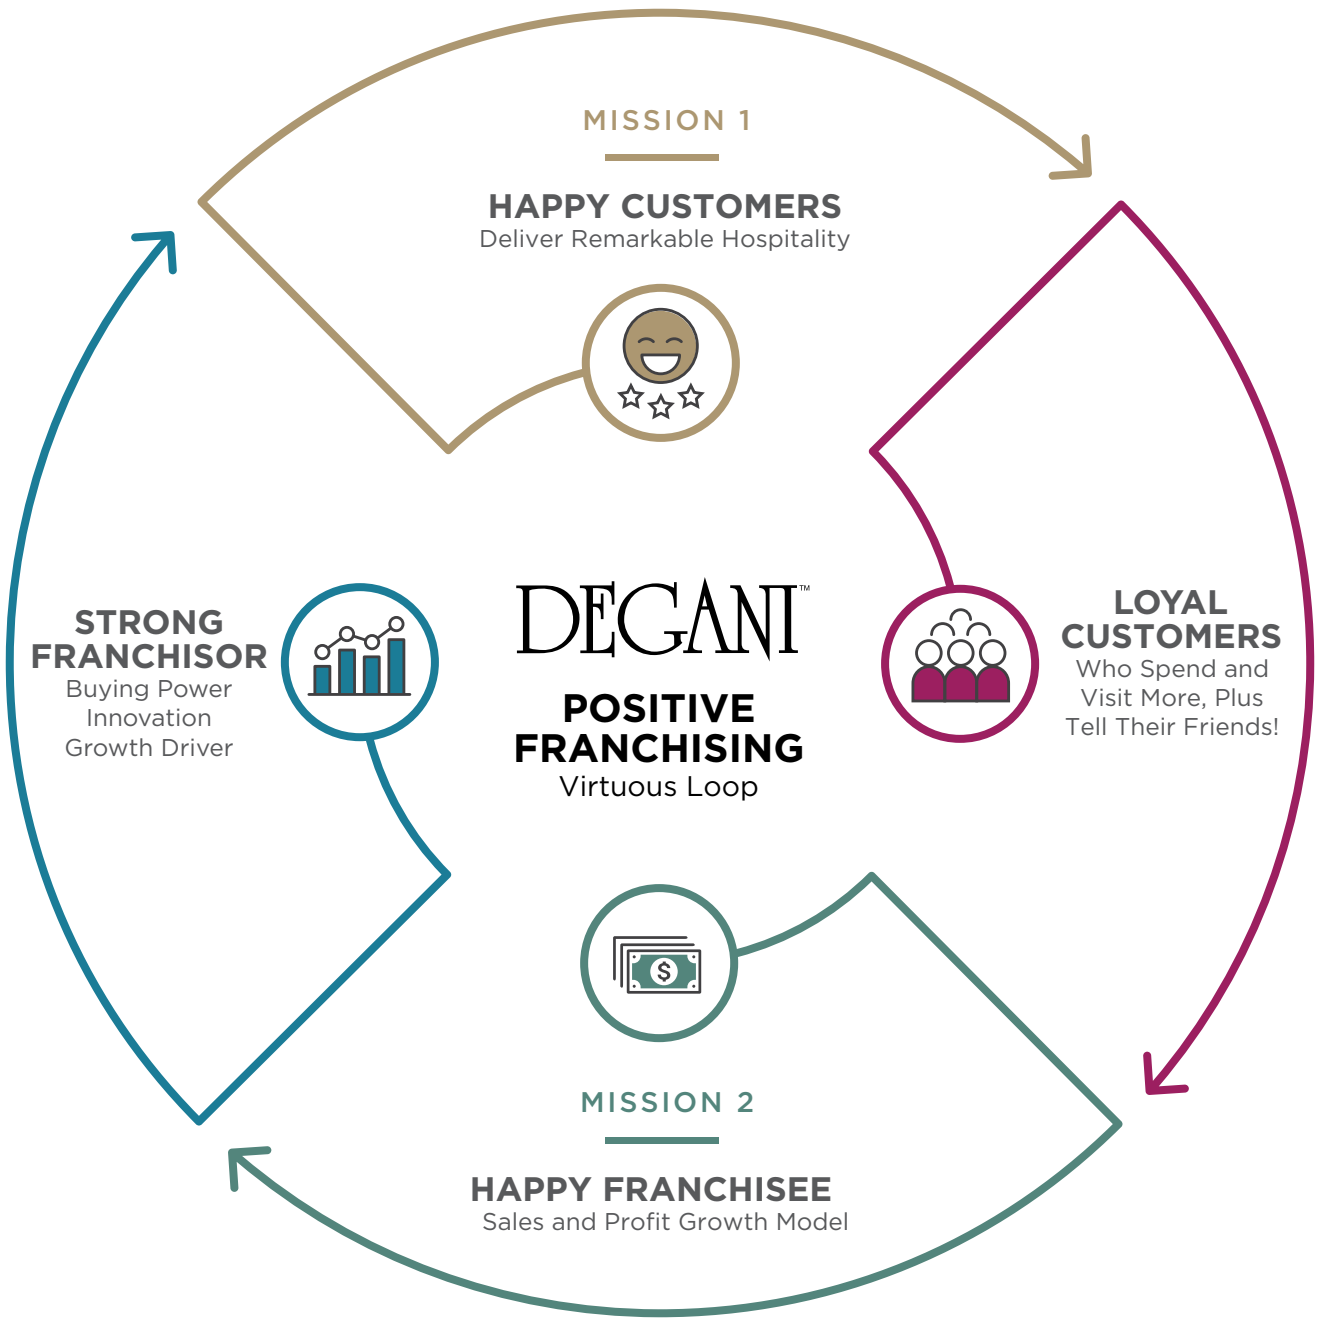 MISSION 1
HAPPY CUSTOMERS
Deliver Remarkable Hospitality
STRONG
FRANCHISOR
Buying Power
Innovation
Growth Driver
DEGANI™
POSITIVE
FRANCHISING
Virtuous Loop
LOYAL
CUSTOMERS
Who Spend and
Visit More, Plus
Tell Their Friends!
$
MISSION 2
HAPPY FRANCHISEE
Sales and Profit Growth Model